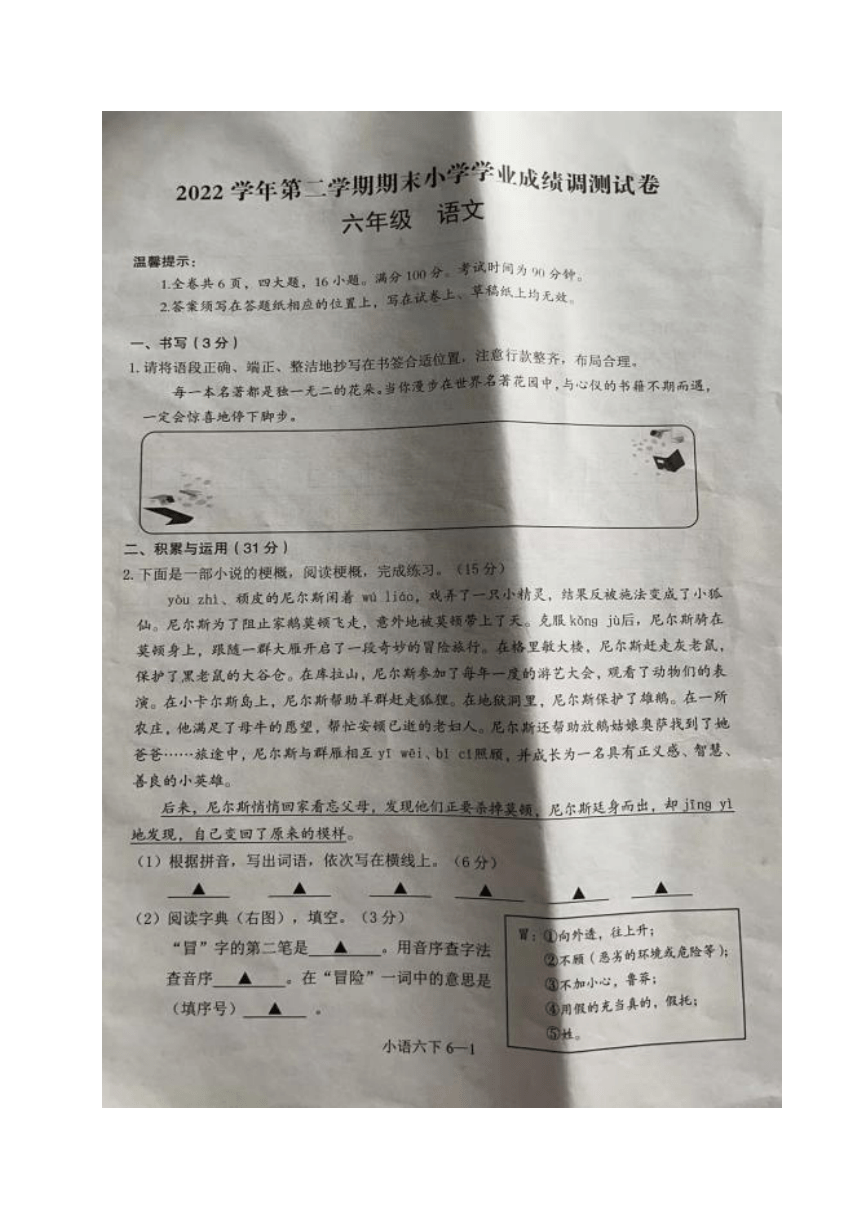 2022 学年第二学期期末小学学业成绩调测试卷
六年级 语文
温馨提示：
1.全卷共6页，四大题，16小题。满分100分。考试时间为90分钟。
2.答案须写在答题纸相应的位置上，写在试卷上、草稿纸上均无效。
一、书写（3分）
1.请将语段正确、端正、整洁地抄写在书签合适位置，注意行款整齐，布局合理。
每一本名著都是独一无二的花朵。当你漫步在世界名著花园中，与心仪的书籍不期而遇，
一定会惊喜地停下脚步。
二、积累与运用（31分）
2.下面是一部小说的梗概，阅读梗概，完成练习。（15分）
yòu zhì、顽皮的尼尔斯闲着 wú liáo，戏弄了一只小精灵，结果反被施法变成了小狐
仙。尼尔斯为了阻止家鹅莫顿飞走，意外地被莫顿带上了天。克服kǒng jù后，尼尔斯骑在
莫顿身上，跟随一群大雁开启了一段奇妙的冒险旅行。在格里敏大楼，尼尔斯赶走灰老鼠，
保护了黑老鼠的大谷仓。在库拉山，尼尔斯参加了每年一度的游艺大会，观看了动物们的表
演。在小卡尔斯岛上，尼尔斯帮助羊群赶走狐狸。在地狱洞里，尼尔斯保护了雄鹅。在一所
农庄，他满足了母牛的愿望，帮忙安顿已逝的老妇人。尼尔斯还帮助放鹅姑娘奥萨找到了她
爸爸……旅途中，尼尔斯与群雁相互yī wēi、bǐ cǐ照顾，并成长为一名具有正义感、智慧、
善良的小英雄。
后来，尼尔斯悄悄回家看忘父母，发现他们正要杀掉莫顿，尼尔斯廷身而出，却 jīng yì
地发现，自己变回了原来的模样。
（1）根据拼音，写出词语，依次写在横线上。（6分）
▲ ▲ ▲ ▲ ▲ ▲
（2）阅读字典（右图），填空。（3分）
“冒”字的第二笔是 ▲ 。用音序查字法
查音序 ▲ 。在“冒险”一词中的意思是
（填序号） ▲ 。
冒：①向外透，往上升；
②不顾（恶劣的环境或危险等）；
③不加小心，鲁莽；
④用假的充当真的，假托；
⑤姓。
小语六下 6—1